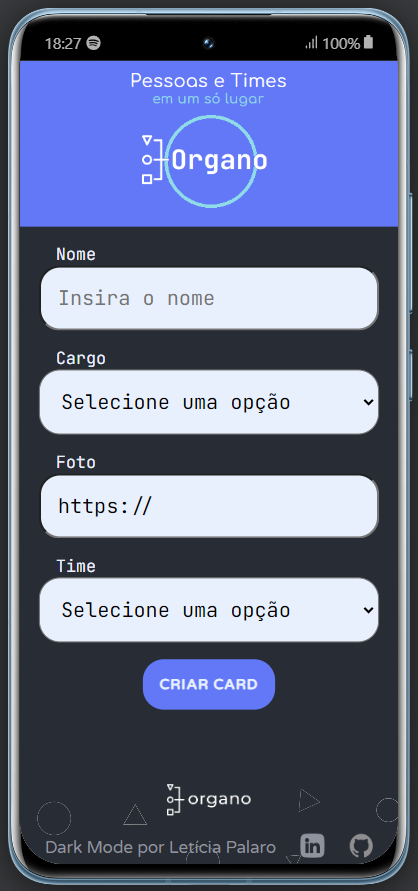 18:27
100%
Pessoas e Times
em um só lugar
Organo
Nome
Insira o nome
Cargo
Selecione uma opção
Foto
https://
Time
Selecione uma opção
CRIAR CARD
organo
Dark Mode por Letícia Palaro
in